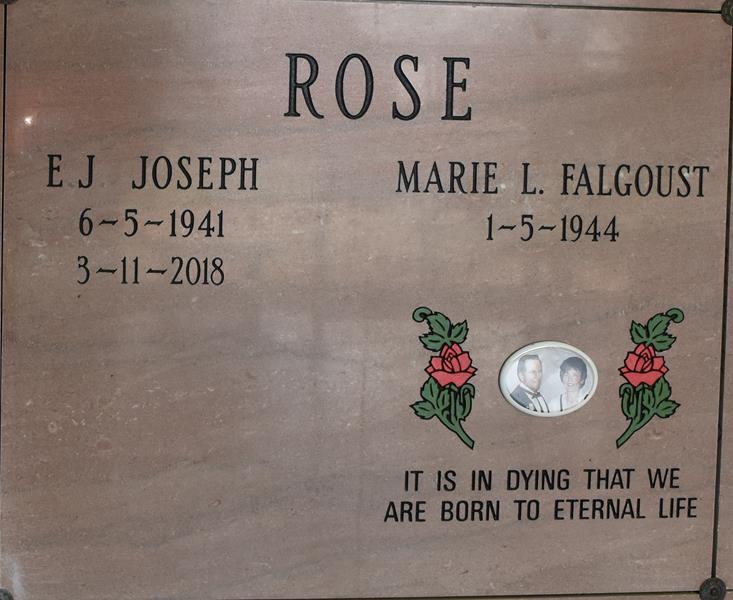 ROSE
E J JOSEPH
6-5-1941
3-11-2018
MARIE L. FALGOUST
1-5-1944
IT IS IN DYING THAT WE
ARE BORN TO ETERNAL LIFE